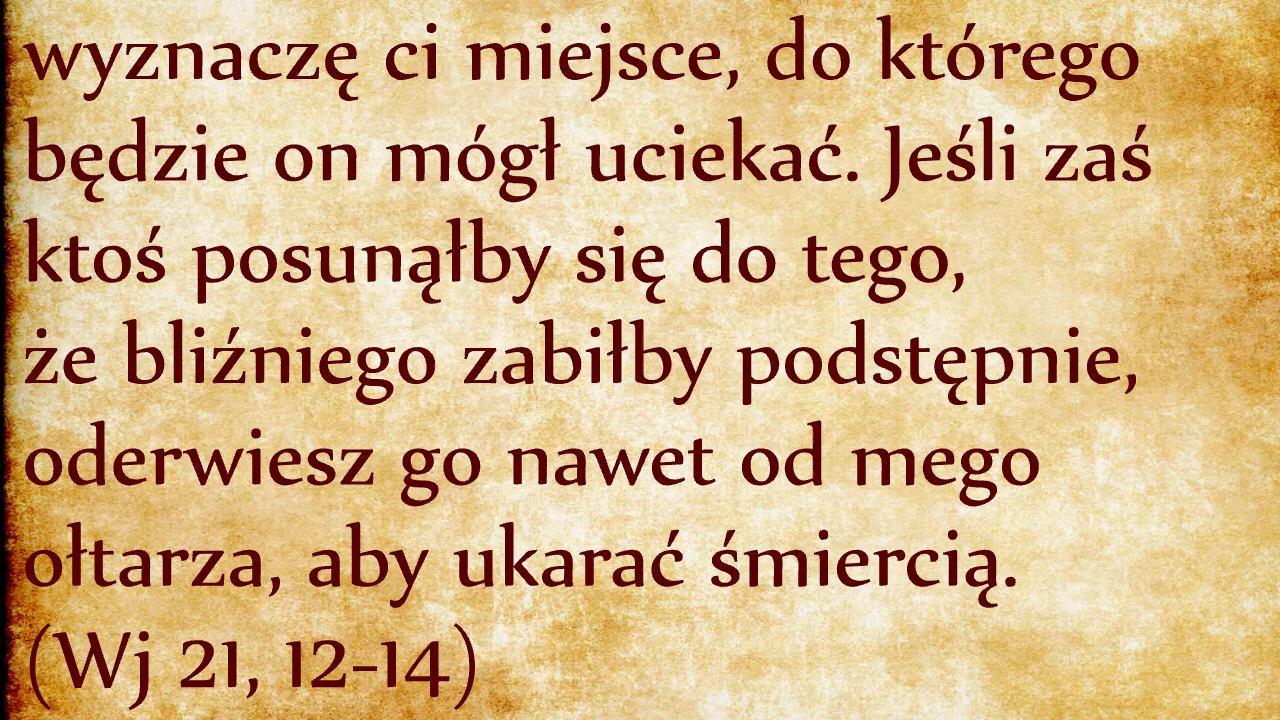 wyznaczę ci miejsce, do którego
będzie on mógł uciekać. Jeśli zaś
ktoś posunąłby się do tego,
że bliźniego zabiłby podstępnie,
oderwiesz go nawet od mego
ołtarza, aby ukarać śmiercią.
(Wj 21, 12-14)